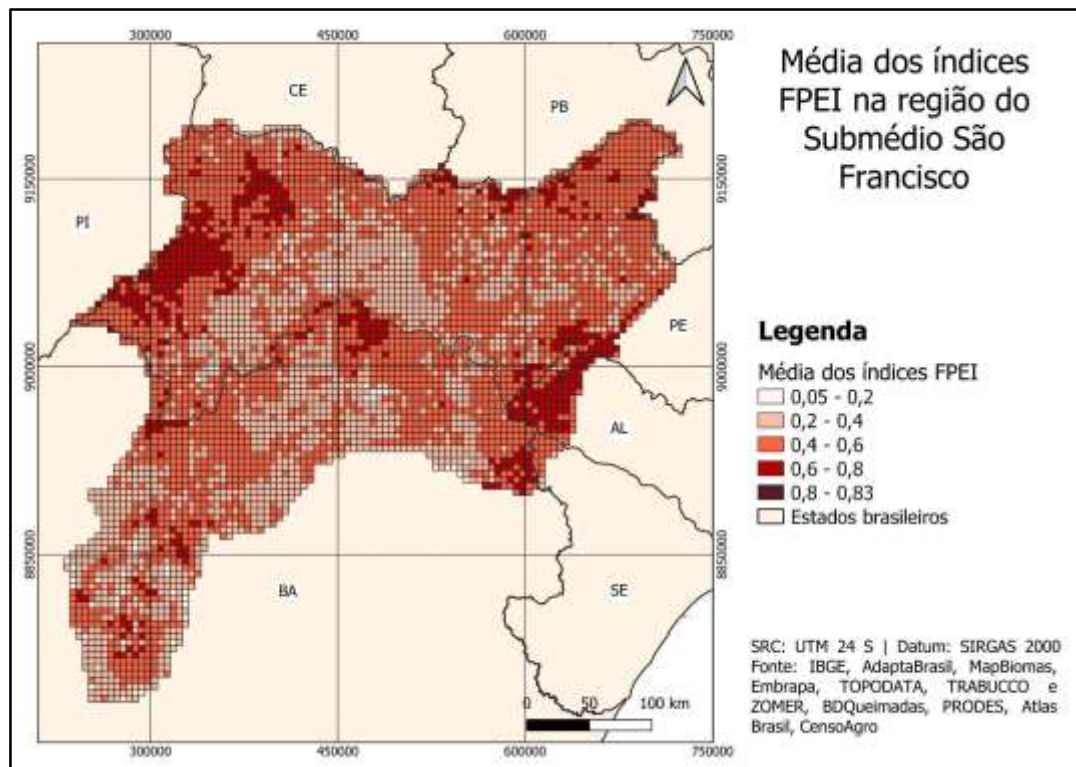 300000 450000 600000 750000
CE
PB
PI
PE
AL
BA
SE
9150000 9150000
9000000 9000000
8850000 8850000
0 50 100 km
300000 450000 600000 750000
Média dos índices
FPEI na região do
Submédio São
Francisco
Legenda
Média dos índices FPEI
0,05 - 0,2
0,2 - 0,4
0,4 - 0,6
0,6 - 0,8
0,8 - 0,83
Estados brasileiros
SRC: UTM 24 S | Datum: SIRGAS 2000
Fonte: IBGE, AdaptaBrasil, MapBiomas,
Embrapa, TOPODATA, TRABUCCO e
ZOMER, BDQueimadas, PRODES, Atlas
Brasil, CensoAgro